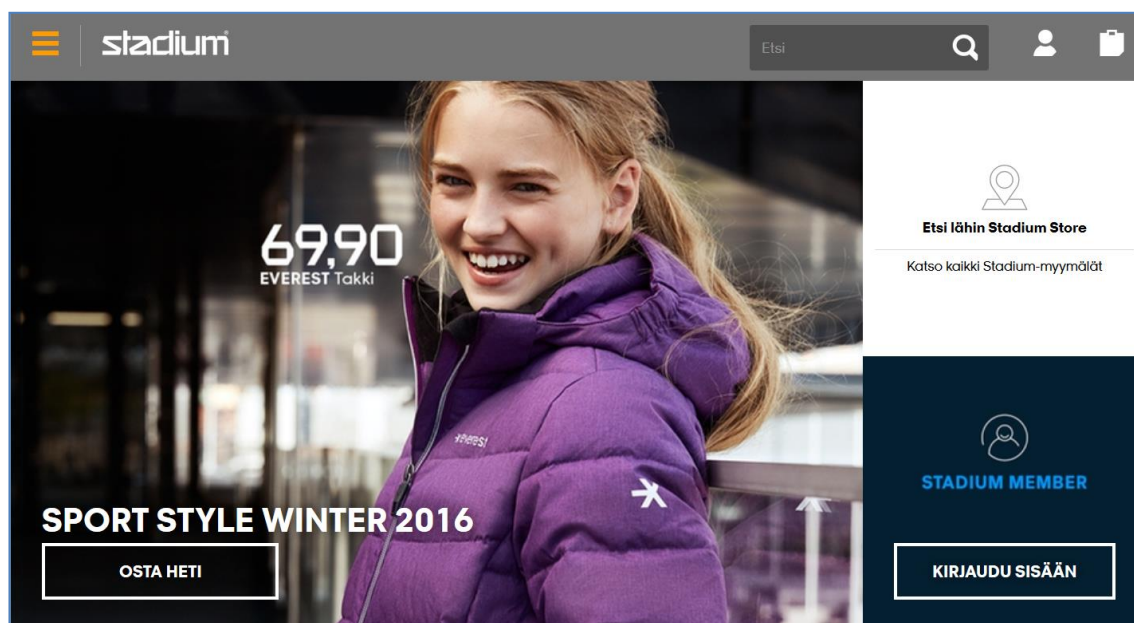 stadium
Etsi
69,90
EVEREST Takki
everest
SPORT STYLE WINTER 2016
OSTA HETI
Etsi lähin Stadium Store
Katso kaikki Stadium-myymälät
STADIUM MEMBER
KIRJAUDU SISÄÄN